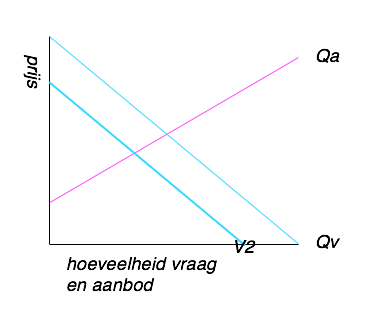 prijs
Qa
V2
Qv
hoeveelheid vraag
en aanbod